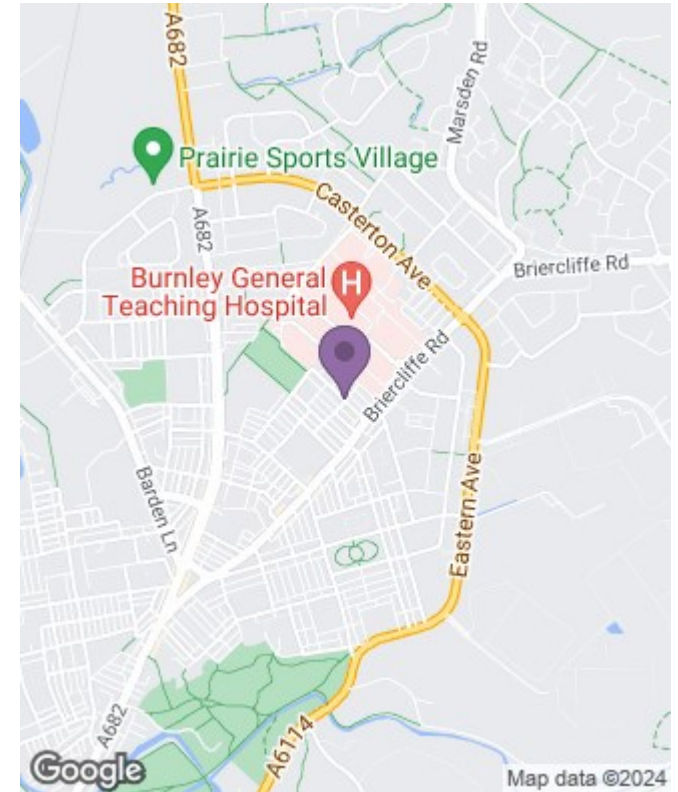 A682
Marsden Rd
Prairie Sports Village
A682
Casterton Ave
Briercliffe Rd
Burnley General
Teaching Hospital
H
Briercliffe Rd
Barden Ln
Eastern Ave
A682
A6114
Google
Map data ©2024